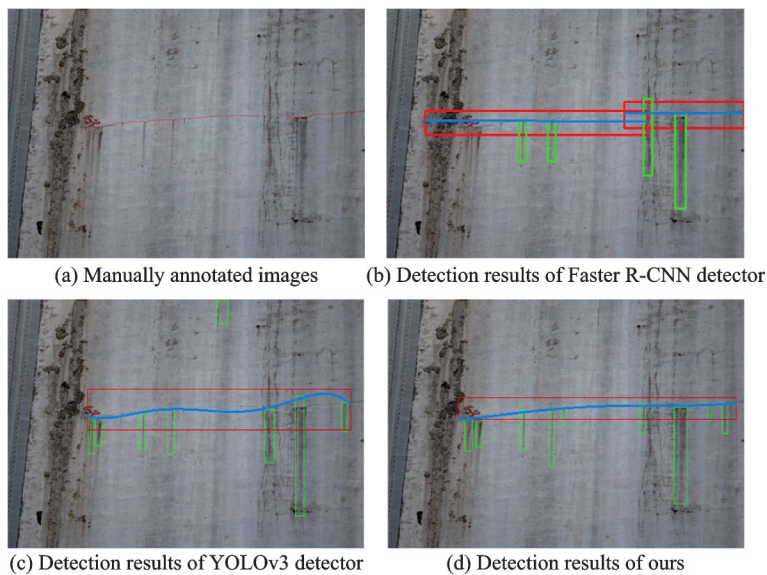 (a) Manually annotated images
(b) Detection results of Faster R-CNN detector
(c) Detection results of YOLOv3 detector
(d) Detection results of ours